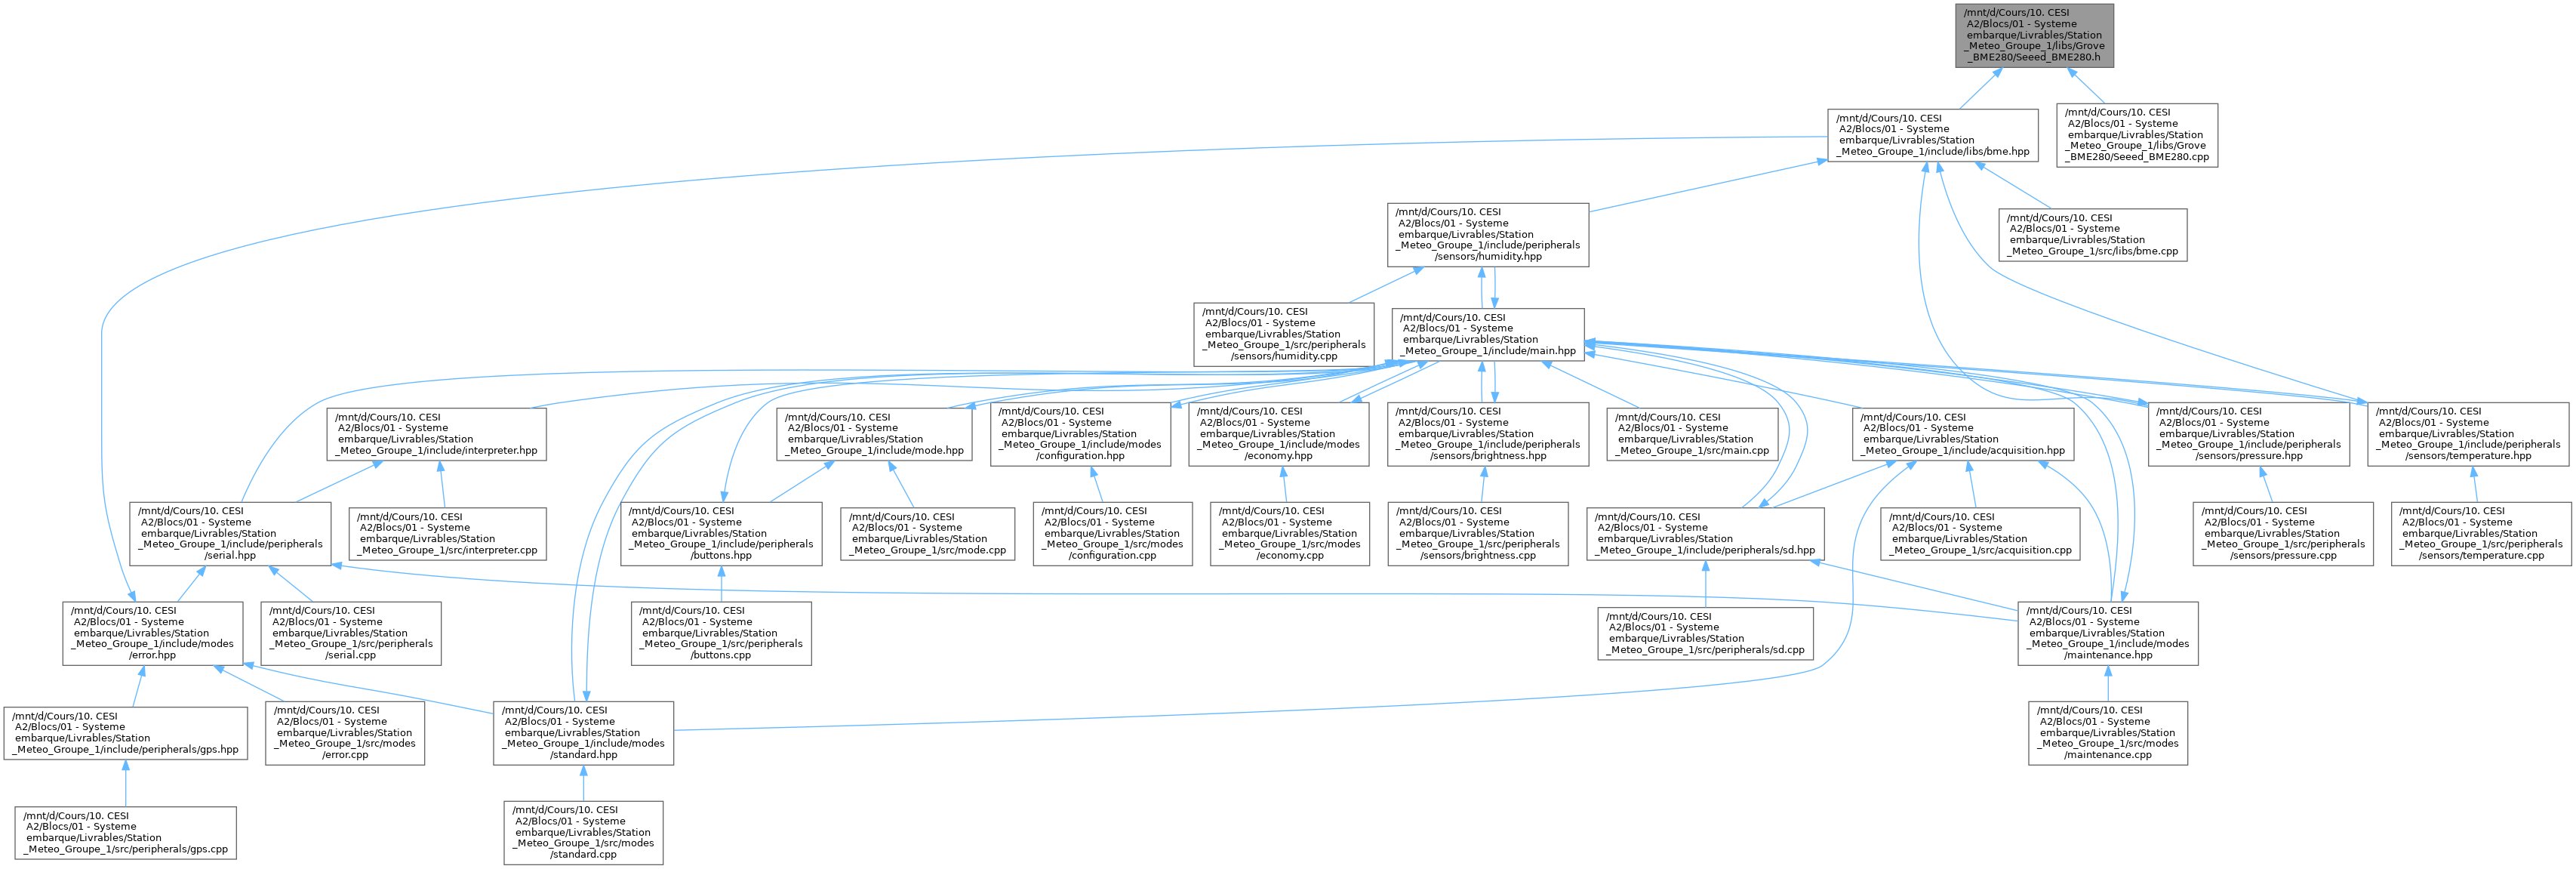 /mnt/d/Cours/10. CESI
A2/Blocs/01 - Systeme
embarque/Livrables/Station
_Meteo_Groupe_1/libs/Grove
_BME280/Seeed_BME280.h
/mnt/d/Cours/10. CESI
A2/Blocs/01 - Systeme
embarque/Livrables/Station
_Meteo_Groupe_1/include/libs/bme.hpp
/mnt/d/Cours/10. CESI
A2/Blocs/01 - Systeme
embarque/Livrables/Station
_Meteo_Groupe_1/libs/Grove
_BME280/Seeed_BME280.cpp
/mnt/d/Cours/10. CESI
A2/Blocs/01 - Systeme
embarque/Livrables/Station
_Meteo_Groupe_1/include/peripherals
/sensors/humidity.hpp
/mnt/d/Cours/10. CESI
A2/Blocs/01 - Systeme
embarque/Livrables/Station
_Meteo_Groupe_1/src/libs/bme.cpp
/mnt/d/Cours/10. CESI
A2/Blocs/01 - Systeme
embarque/Livrables/Station
_Meteo_Groupe_1/src/peripherals
/sensors/humidity.cpp
/mnt/d/Cours/10. CESI
A2/Blocs/01 - Systeme
embarque/Livrables/Station
_Meteo_Groupe_1/include/main.hpp
/mnt/d/Cours/10. CESI
A2/Blocs/01 - Systeme
embarque/Livrables/Station
_Meteo_Groupe_1/include/interpreter.hpp
/mnt/d/Cours/10. CESI
A2/Blocs/01 - Systeme
embarque/Livrables/Station
_Meteo_Groupe_1/include/mode.hpp
/mnt/d/Cours/10. CESI
A2/Blocs/01 - Systeme
embarque/Livrables/Station
_Meteo_Groupe_1/include/modes
/configuration.hpp
/mnt/d/Cours/10. CESI
A2/Blocs/01 - Systeme
embarque/Livrables/Station
_Meteo_Groupe_1/include/modes
/economy.hpp
/mnt/d/Cours/10. CESI
A2/Blocs/01 - Systeme
embarque/Livrables/Station
_Meteo_Groupe_1/include/peripherals
/sensors/brightness.hpp
/mnt/d/Cours/10. CESI
A2/Blocs/01 - Systeme
embarque/Livrables/Station
_Meteo_Groupe_1/src/main.cpp
/mnt/d/Cours/10. CESI
A2/Blocs/01 - Systeme
embarque/Livrables/Station
_Meteo_Groupe_1/include/acquisition.hpp
/mnt/d/Cours/10. CESI
A2/Blocs/01 - Systeme
embarque/Livrables/Station
_Meteo_Groupe_1/include/peripherals
/sensors/pressure.hpp
/mnt/d/Cours/10. CESI
A2/Blocs/01 - Systeme
embarque/Livrables/Station
_Meteo_Groupe_1/include/peripherals
/sensors/temperature.hpp
/mnt/d/Cours/10. CESI
A2/Blocs/01 - Systeme
embarque/Livrables/Station
_Meteo_Groupe_1/include/peripherals
/serial.hpp
/mnt/d/Cours/10. CESI
A2/Blocs/01 - Systeme
embarque/Livrables/Station
_Meteo_Groupe_1/src/interpreter.cpp
/mnt/d/Cours/10. CESI
A2/Blocs/01 - Systeme
embarque/Livrables/Station
_Meteo_Groupe_1/include/peripherals
/buttons.hpp
/mnt/d/Cours/10. CESI
A2/Blocs/01 - Systeme
embarque/Livrables/Station
_Meteo_Groupe_1/src/mode.cpp
/mnt/d/Cours/10. CESI
A2/Blocs/01 - Systeme
embarque/Livrables/Station
_Meteo_Groupe_1/src/modes
/configuration.cpp
/mnt/d/Cours/10. CESI
A2/Blocs/01 - Systeme
embarque/Livrables/Station
_Meteo_Groupe_1/src/modes
/economy.cpp
/mnt/d/Cours/10. CESI
A2/Blocs/01 - Systeme
embarque/Livrables/Station
_Meteo_Groupe_1/src/peripherals
/sensors/brightness.cpp
/mnt/d/Cours/10. CESI
A2/Blocs/01 - Systeme
embarque/Livrables/Station
_Meteo_Groupe_1/include/peripherals/sd.hpp
/mnt/d/Cours/10. CESI
A2/Blocs/01 - Systeme
embarque/Livrables/Station
_Meteo_Groupe_1/src/acquisition.cpp
/mnt/d/Cours/10. CESI
A2/Blocs/01 - Systeme
embarque/Livrables/Station
_Meteo_Groupe_1/src/peripherals
/sensors/pressure.cpp
/mnt/d/Cours/10. CESI
A2/Blocs/01 - Systeme
embarque/Livrables/Station
_Meteo_Groupe_1/src/peripherals
/sensors/temperature.cpp
/mnt/d/Cours/10. CESI
A2/Blocs/01 - Systeme
embarque/Livrables/Station
_Meteo_Groupe_1/include/modes
/error.hpp
/mnt/d/Cours/10. CESI
A2/Blocs/01 - Systeme
embarque/Livrables/Station
_Meteo_Groupe_1/src/peripherals
/serial.cpp
/mnt/d/Cours/10. CESI
A2/Blocs/01 - Systeme
embarque/Livrables/Station
_Meteo_Groupe_1/src/peripherals
/buttons.cpp
/mnt/d/Cours/10. CESI
A2/Blocs/01 - Systeme
embarque/Livrables/Station
_Meteo_Groupe_1/src/peripherals/sd.cpp
/mnt/d/Cours/10. CESI
A2/Blocs/01 - Systeme
embarque/Livrables/Station
_Meteo_Groupe_1/include/modes
/maintenance.hpp
/mnt/d/Cours/10. CESI
A2/Blocs/01 - Systeme
embarque/Livrables/Station
_Meteo_Groupe_1/include/peripherals/gps.hpp
/mnt/d/Cours/10. CESI
A2/Blocs/01 - Systeme
embarque/Livrables/Station
_Meteo_Groupe_1/src/modes
/error.cpp
/mnt/d/Cours/10. CESI
A2/Blocs/01 - Systeme
embarque/Livrables/Station
_Meteo_Groupe_1/include/modes
/standard.hpp
/mnt/d/Cours/10. CESI
A2/Blocs/01 - Systeme
embarque/Livrables/Station
_Meteo_Groupe_1/src/modes
/maintenance.cpp
/mnt/d/Cours/10. CESI
A2/Blocs/01 - Systeme
embarque/Livrables/Station
_Meteo_Groupe_1/src/peripherals/gps.cpp
/mnt/d/Cours/10. CESI
A2/Blocs/01 - Systeme
embarque/Livrables/Station
_Meteo_Groupe_1/src/modes
/standard.cpp